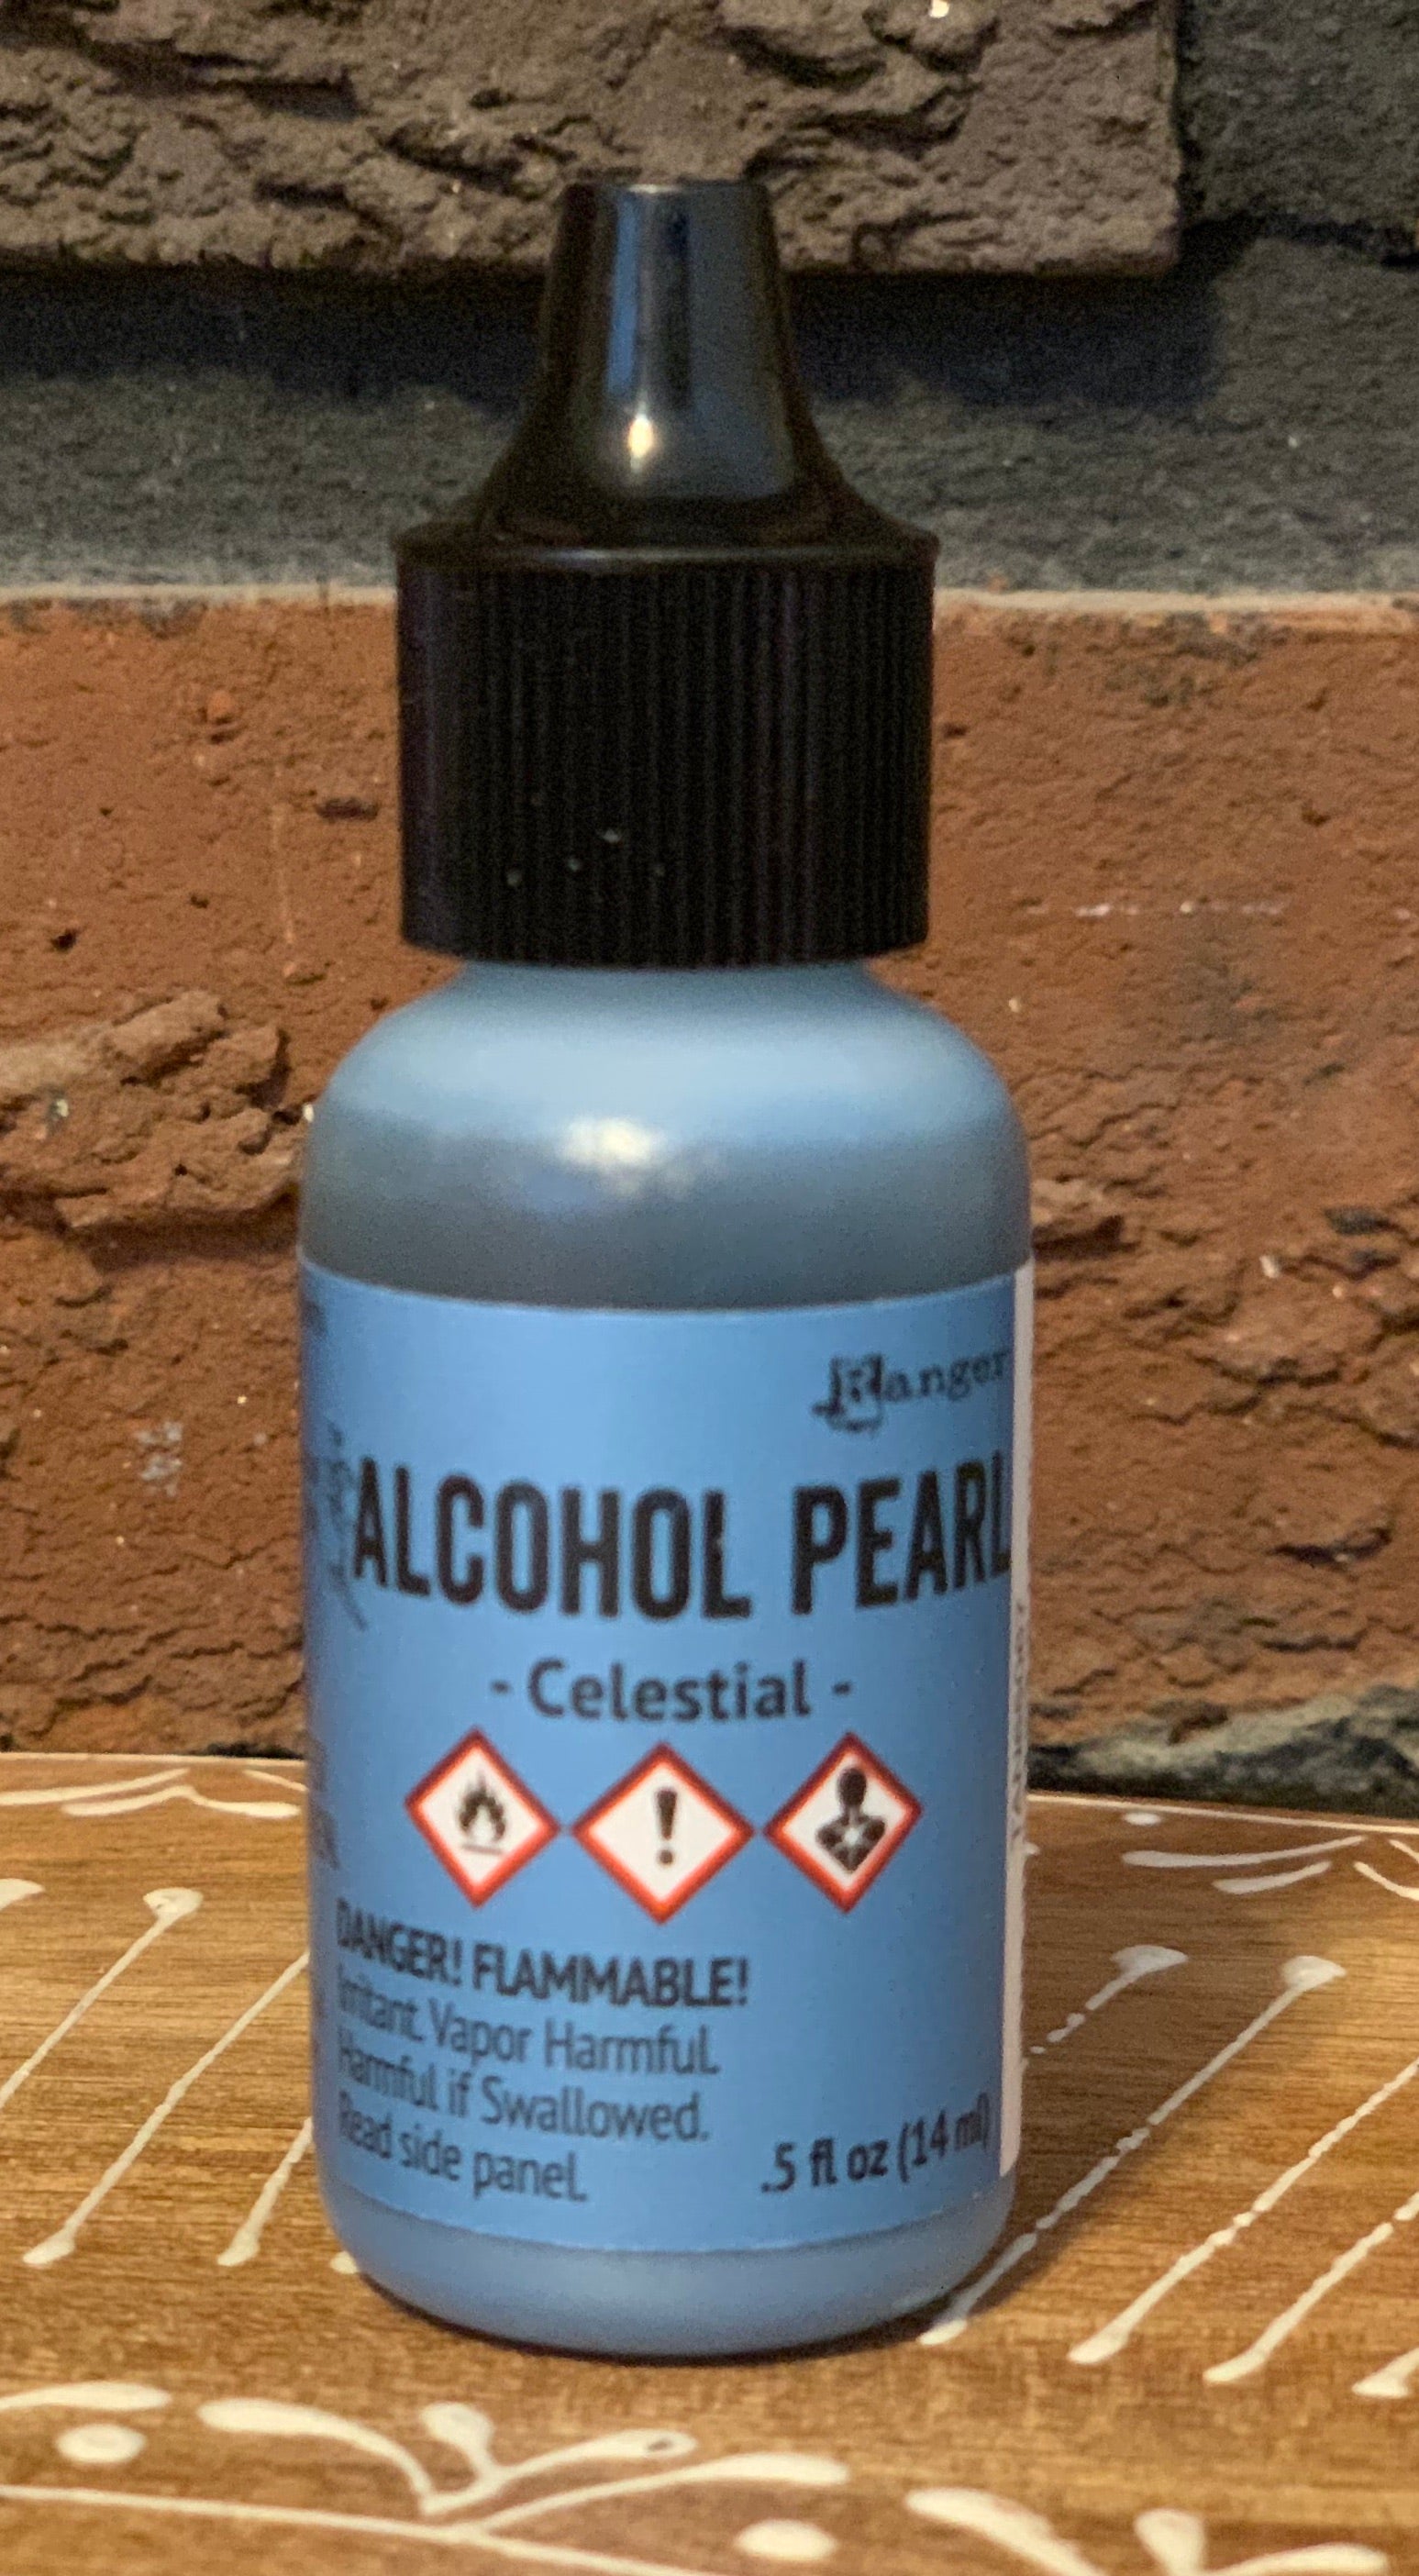 Ranger
ALCOHOL PEARL
- Celestial -
DANGER! FLAMMABLE!
Irritant. Vapor Harmful.
Harmful if Swallowed.
Read side panel.
.5 fl oz (14 ml)